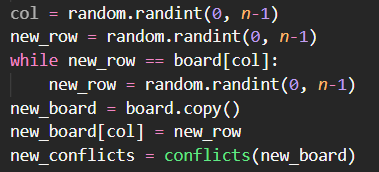 col = random.randint(0, n-1)
new_row = random.randint(0, n-1)
while new_row == board[col]:
    new_row = random.randint(0, n-1)
new_board = board.copy()
new_board[col] = new_row
new_conflicts = conflicts(new_board)